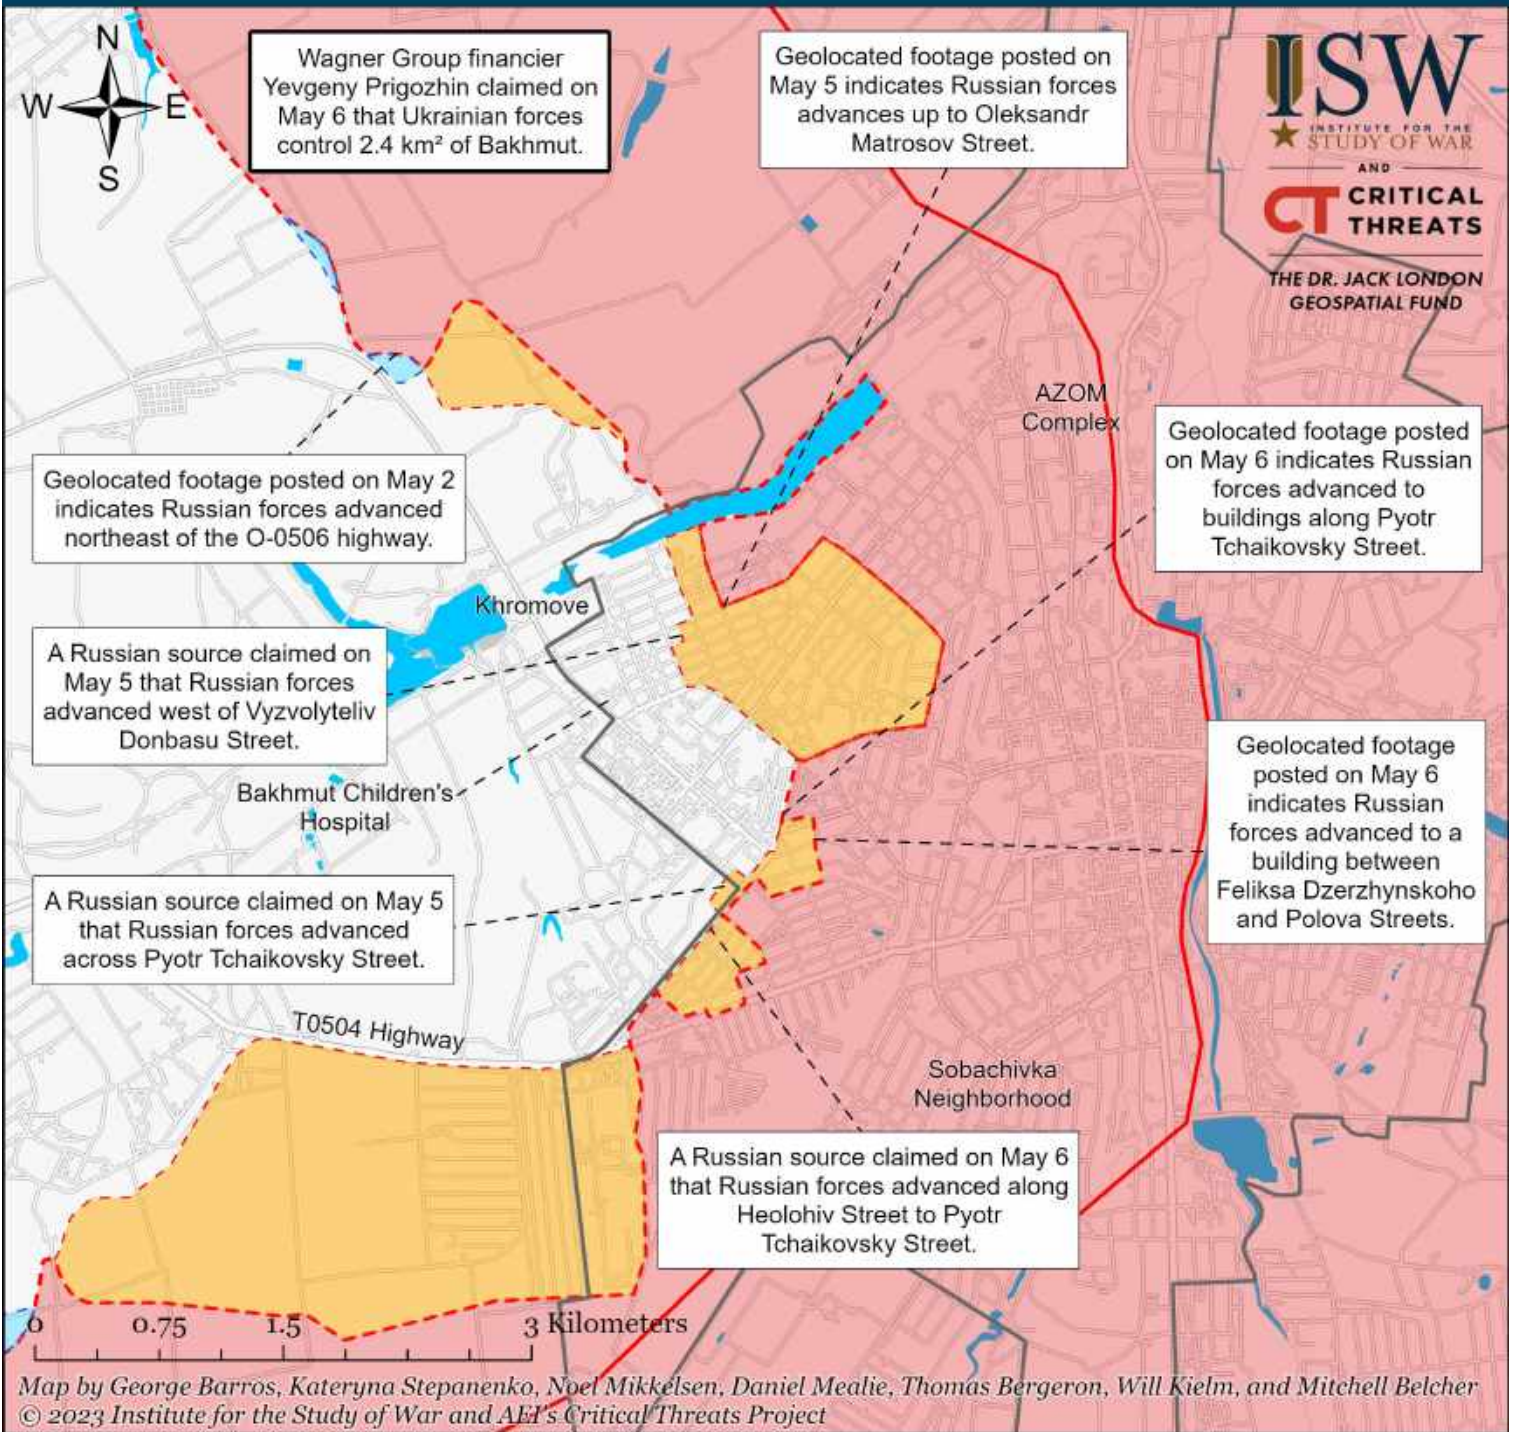 N
W
E
S
Wagner Group financier
Yevgeny Prigozhin claimed on
May 6 that Ukrainian forces
control 2.4 km² of Bakhmut.
Geolocated footage posted on
May 5 indicates Russian forces
advances up to Oleksandr
Matrosov Street.
ISW
INSTITUTE FOR THE
STUDY OF WAR
AND
CT CRITICAL
THREATS
THE DR. JACK LONDON
GEOSPATIAL FUND
AZOM
Complex
Geolocated footage posted
on May 6 indicates Russian
forces advanced to
buildings along Pyotr
Tchaikovsky Street.
Geolocated footage posted on May 2
indicates Russian forces advanced
northeast of the O-0506 highway.
Khromove
A Russian source claimed on
May 5 that Russian forces
advanced west of Vyzvolyteliv
Donbasu Street.
Geolocated footage
posted on May 6
indicates Russian
forces advanced to a
building between
Feliksa Dzerzhynskoho
and Polova Streets.
Bakhmut Children's
Hospital
A Russian source claimed on May 5
that Russian forces advanced
across Pyotr Tchaikovsky Street.
T0504 Highway
Sobachivka
Neighborhood
A Russian source claimed on May 6
that Russian forces advanced along
Heolohiv Street to Pyotr
Tchaikovsky Street.
0 0.75 1.5 3 Kilometers
Map by George Barros, Kateryna Stepanenko, Noel Mikkelsen, Daniel Mealie, Thomas Bergeron, Will Kielm, and Mitchell Belcher
© 2023 Institute for the Study of War and AEI's Critical Threats Project